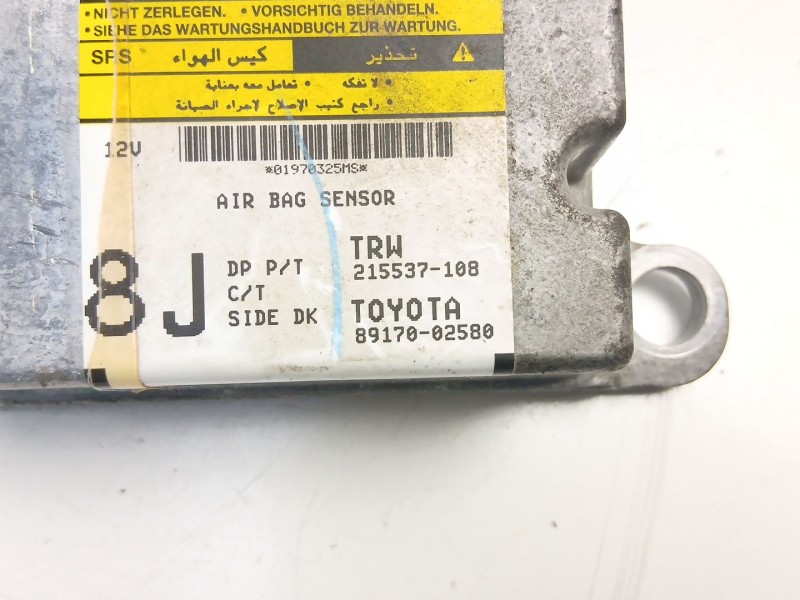 • NICHT ZERLEGEN. • VORSICHTIG BEHANDELN.
• SIEHE DAS WARTUNGSHANDBUCH ZUR WARTUNG.
SRS كيس الهواء تحذير
• لا تفكه • تعامل معه بعناية
• راجع كتيب الإصلاح لاجراء الصيانة
12V
*01970325MS*
AIR BAG SENSOR
8J
DP P/T TRW
215537-108
C/T
SIDE DK TOYOTA
89170-02580